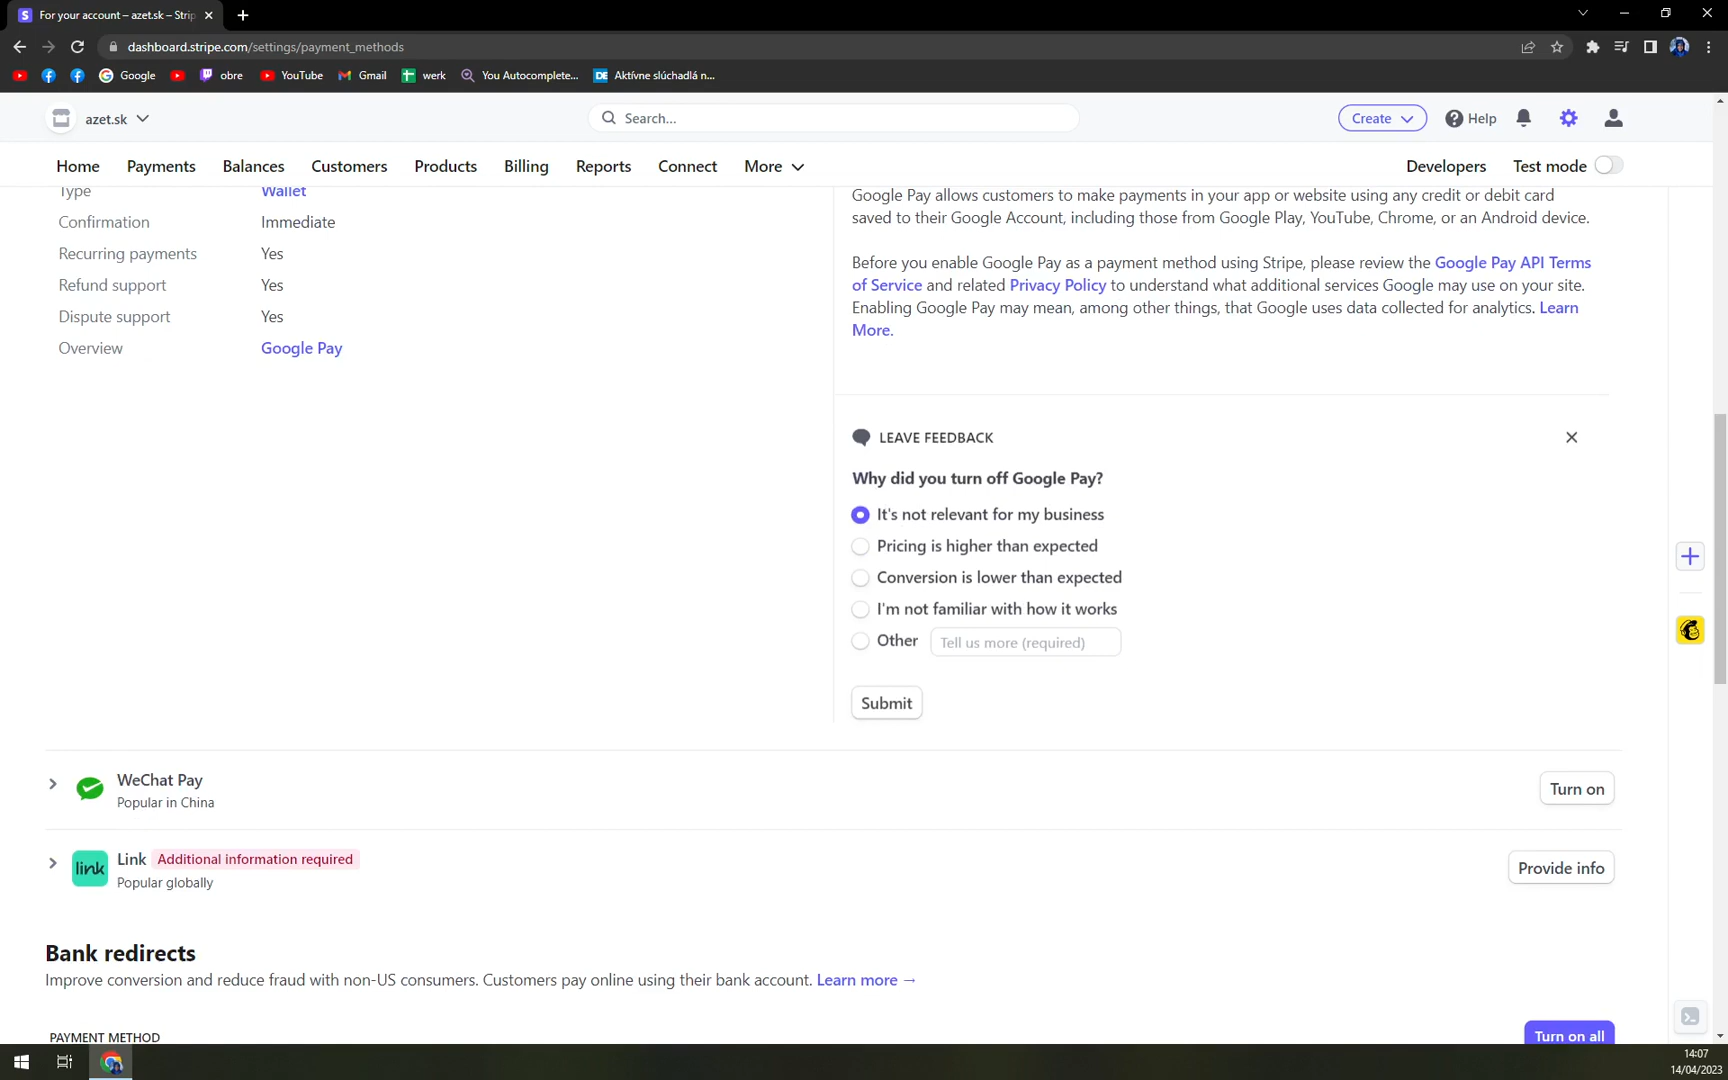 For your account – azet.sk – Strip
dashboard.stripe.com/settings/payment_methods
Google
obre
YouTube
Gmail
werk
You Autocomplete...
DE
Aktívne slúchadlá n...
azet.sk
Search...
Create
Help
Home
Payments
Balances
Customers
Products
Billing
Reports
Connect
More
Developers
Test mode
Type
Wallet
Confirmation
Immediate
Recurring payments
Yes
Refund support
Yes
Dispute support
Yes
Overview
Google Pay
Google Pay allows customers to make payments in your app or website using any credit or debit card
saved to their Google Account, including those from Google Play, YouTube, Chrome, or an Android device.
Before you enable Google Pay as a payment method using Stripe, please review the Google Pay API Terms
of Service and related Privacy Policy to understand what additional services Google may use on your site.
Enabling Google Pay may mean, among other things, that Google uses data collected for analytics. Learn
More.
LEAVE FEEDBACK
Why did you turn off Google Pay?
It's not relevant for my business
Pricing is higher than expected
Conversion is lower than expected
I'm not familiar with how it works
Other
Tell us more (required)
Submit
WeChat Pay
Popular in China
Turn on
link
Link
Additional information required
Popular globally
Provide info
Bank redirects
Improve conversion and reduce fraud with non-US consumers. Customers pay online using their bank account. Learn more →
PAYMENT METHOD
Turn on all
14:07
14/04/2023